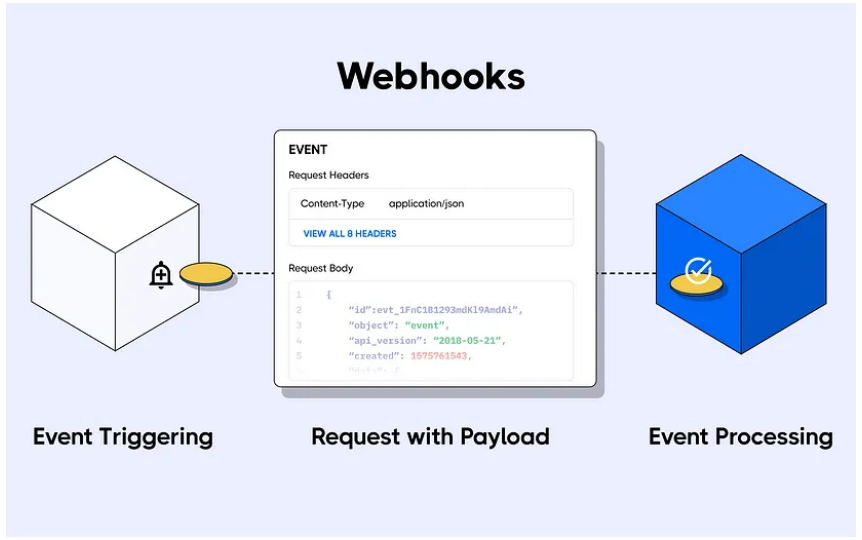 Webhooks
EVENT
Request Headers
Content-Type application/json
VIEW ALL 8 HEADERS
Request Body
1 {
2 "id":evt_1FnC1B1293mdKl9AmdAi",
3 "object": "event",
4 "api_version": "2018-05-21",
5 "created": 1575761543,
"data": {
Event Triggering
Request with Payload
Event Processing